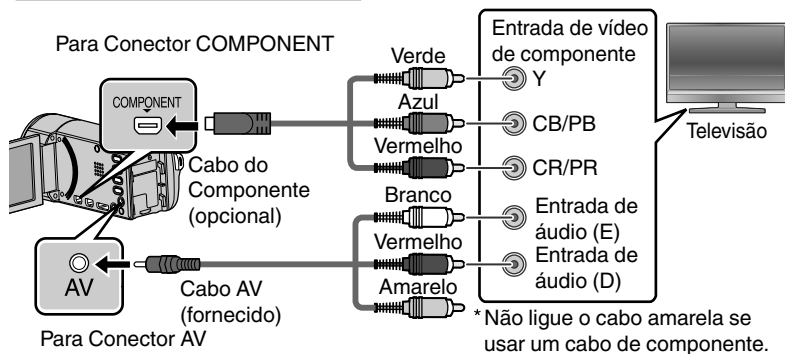 Para Conector COMPONENT
COMPONENT
Cabo do
Componente
(opcional)
Verde
Azul
Vermelho
Entrada de vídeo
de componente
Y
CB/PB
CR/PR
Televisão
AV
Para Conector AV
Cabo AV
(fornecido)
Branco
Vermelho
Amarelo
Entrada de
áudio (E)
Entrada de
áudio (D)
*Não ligue o cabo amarela se
usar um cabo de componente.